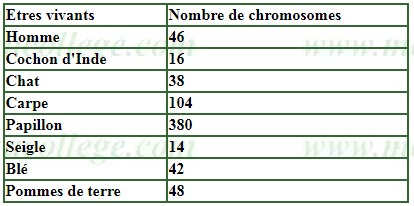 Etres vivants Nombre de chromosomes
Homme 46
Cochon d'Inde 16
Chat 38
Carpe 104
Papillon 380
Seigle 14
Blé 42
Pommes de terre 48